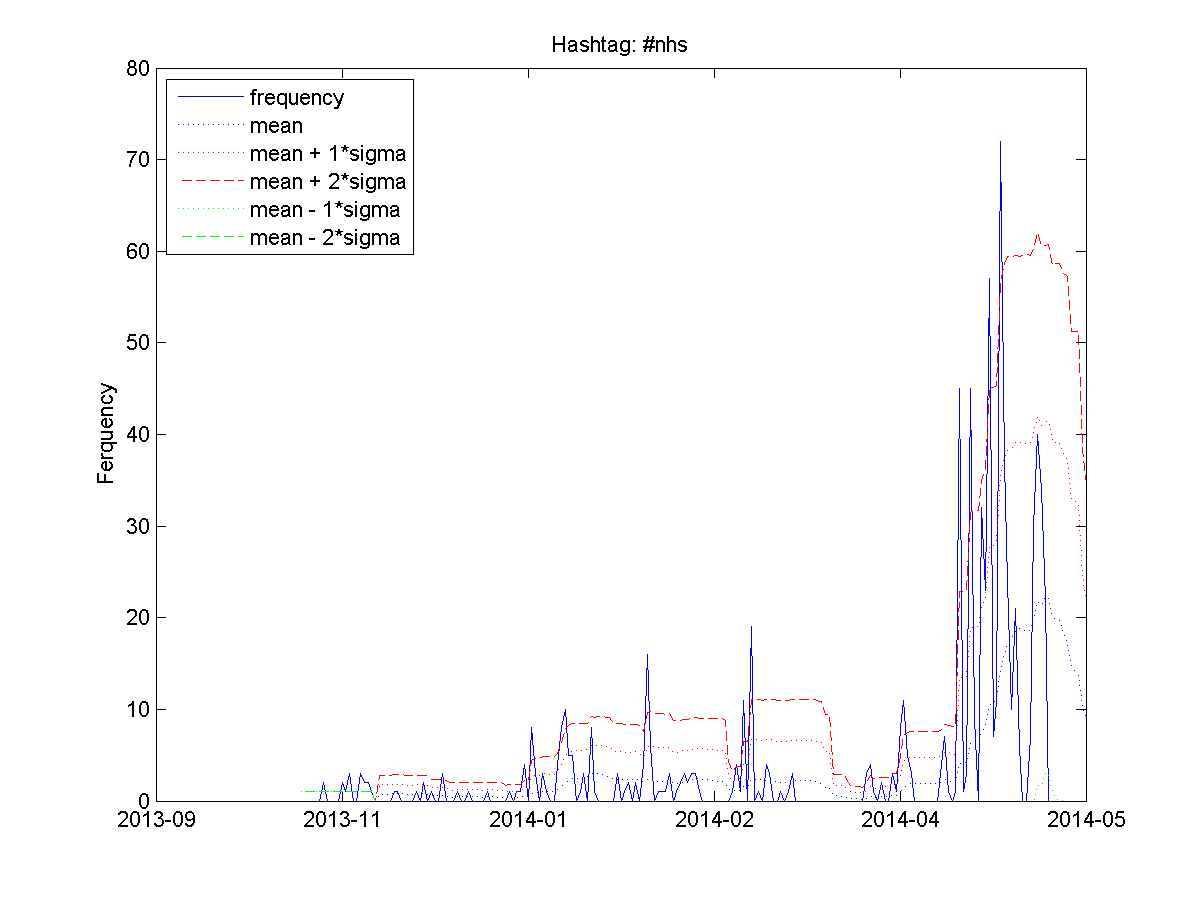 Hashtag: #nhs
80
70
60
50
40
30
20
10
0
Ferquency
frequency
mean
mean + 1*sigma
mean + 2*sigma
mean - 1*sigma
mean - 2*sigma
2013-09 2013-11 2014-01 2014-02 2014-04 2014-05